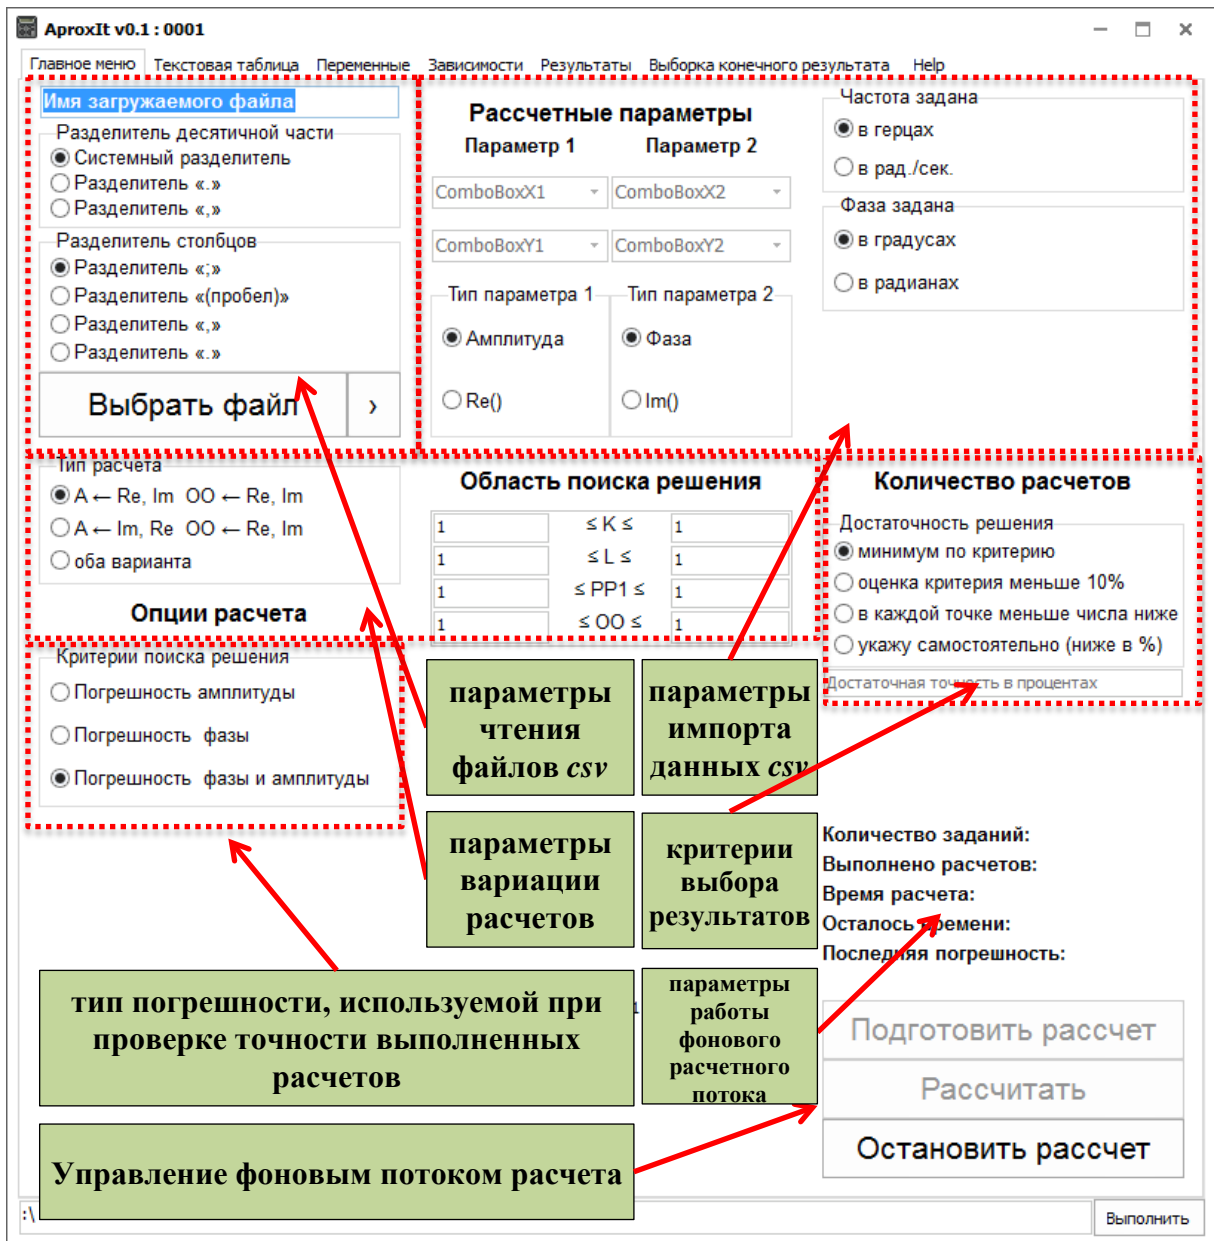 AproxIt v0.1 : 0001
Главное меню Текстовая таблица Переменные Зависимости Результаты Выборка конечного результата Help
Имя загружаемого файла
Разделитель десятичной части
Системный разделитель
Разделитель «.»
Разделитель «,»
Разделитель столбцов
Разделитель «;»
Разделитель «(пробел)»
Разделитель «,»
Разделитель «.»
Выбрать файл ›
Рассчетные параметры
Параметр 1 Параметр 2
ComboBoxX1 ComboBoxX2
ComboBoxY1 ComboBoxY2
Тип параметра 1 Тип параметра 2
Амплитуда Фаза
Re() Im()
Частота задана
в герцах
в рад./сек.
Фаза задана
в градусах
в радианах
Тип расчета
A ← Re, Im OO ← Re, Im
A ← Im, Re OO ← Re, Im
оба варианта
Опции расчета
Область поиска решения
1 ≤ K ≤ 1
1 ≤ L ≤ 1
1 ≤ PP1 ≤ 1
1 ≤ OO ≤ 1
Количество расчетов
Достаточность решения
минимум по критерию
оценка критерия меньше 10%
в каждой точке меньше числа ниже
укажу самостоятельно (ниже в %)
Достаточная точность в процентах
Критерии поиска решения
Погрешность амплитуды
Погрешность фазы
Погрешность фазы и амплитуды
параметры
чтения
файлов csv
параметры
импорта
данных csv
параметры
вариации
расчетов
критерии
выбора
результатов
Количество заданий:
Выполнено расчетов:
Время расчета:
Осталось времени:
Последняя погрешность:
тип погрешности, используемой при
проверке точности выполненных
расчетов
1
параметры
работы
фонового
расчетного
потока
Подготовить рассчет
Рассчитать
Остановить рассчет
Управление фоновым потоком расчета
:\
Выполнить